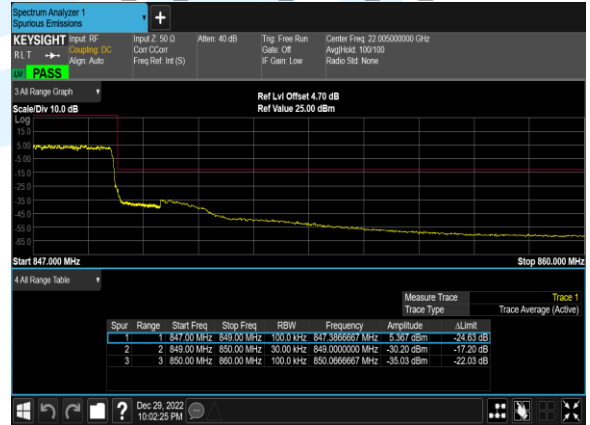 Spectrum Analyzer 1
Spurious Emissions
KEYSIGHT Input: RF Input Z: 50 Ω Atten: 40 dB Trig: Free Run Center Freq: 22.005000000 GHz
RLT Coupling: DC Corr CCorr Gate: Off Avg|Hold: 100/100
Align: Auto Freq Ref: Int (S) IF Gain: Low Radio Std: None
PASS
3 All Range Graph
Ref Lvl Offset 4.70 dB
Scale/Div 10.0 dB Ref Value 25.00 dBm
Log
15.0
5.00
-5.00
-15.0
-25.0
-35.0
-45.0
-55.0
-65.0
Start 847.000 MHz Stop 860.000 MHz
4 All Range Table
Measure Trace Trace 1
Trace Type Trace Average (Active)
Spur Range Start Freq Stop Freq RBW Frequency Amplitude ΔLimit
1 1 847.00 MHz 849.00 MHz 100.0 kHz 847.3866667 MHz 5.367 dBm -24.63 dB
2 2 849.00 MHz 850.00 MHz 30.00 kHz 849.0000000 MHz -30.20 dBm -17.20 dB
3 3 850.00 MHz 860.00 MHz 100.0 kHz 850.0666667 MHz -35.03 dBm -22.03 dB
Dec 29, 2022
10:02:25 PM